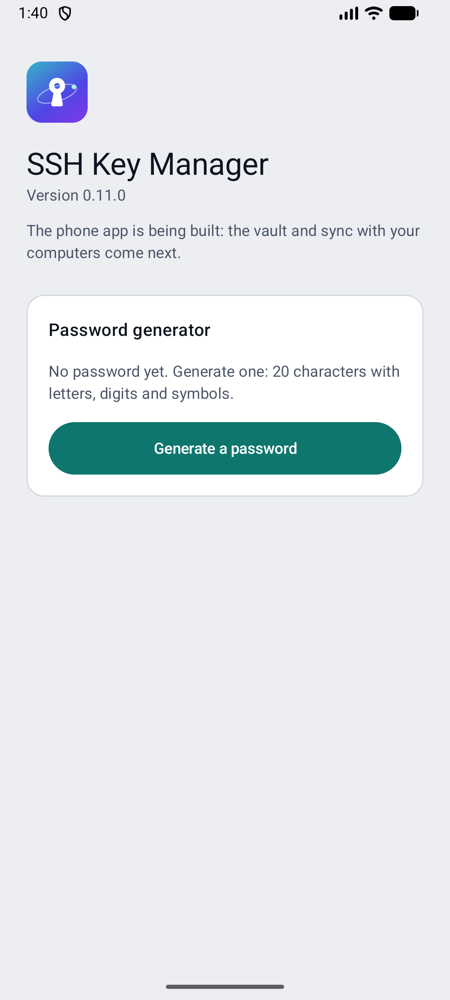 1:40
SSH Key Manager
Version 0.11.0
The phone app is being built: the vault and sync with your
computers come next.
Password generator
No password yet. Generate one: 20 characters with
letters, digits and symbols.
Generate a password